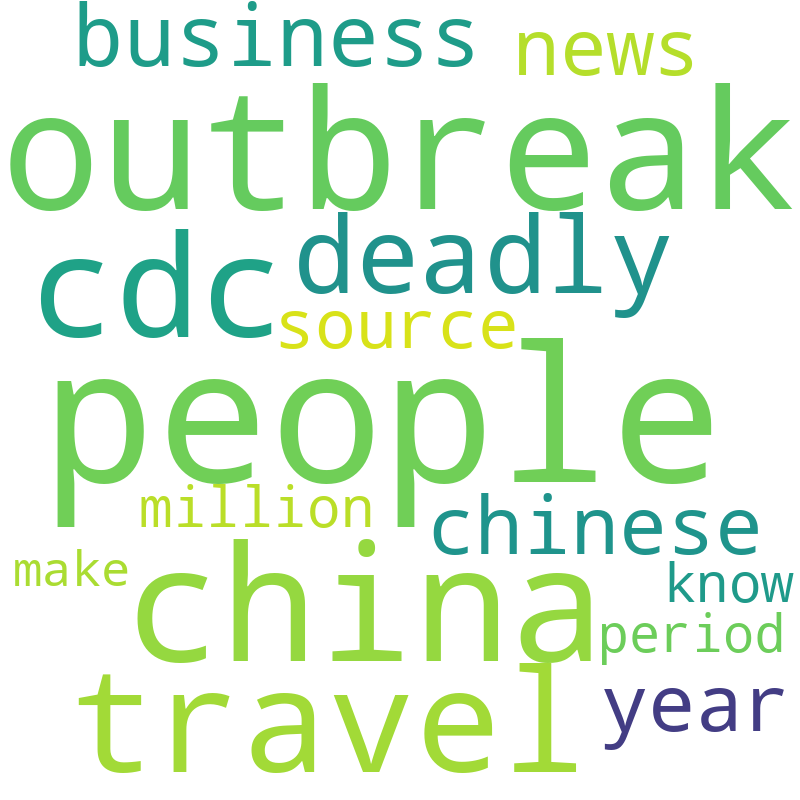 business news
outbreak
cdc deadly
source
people
million chinese
make china know
period
travel year